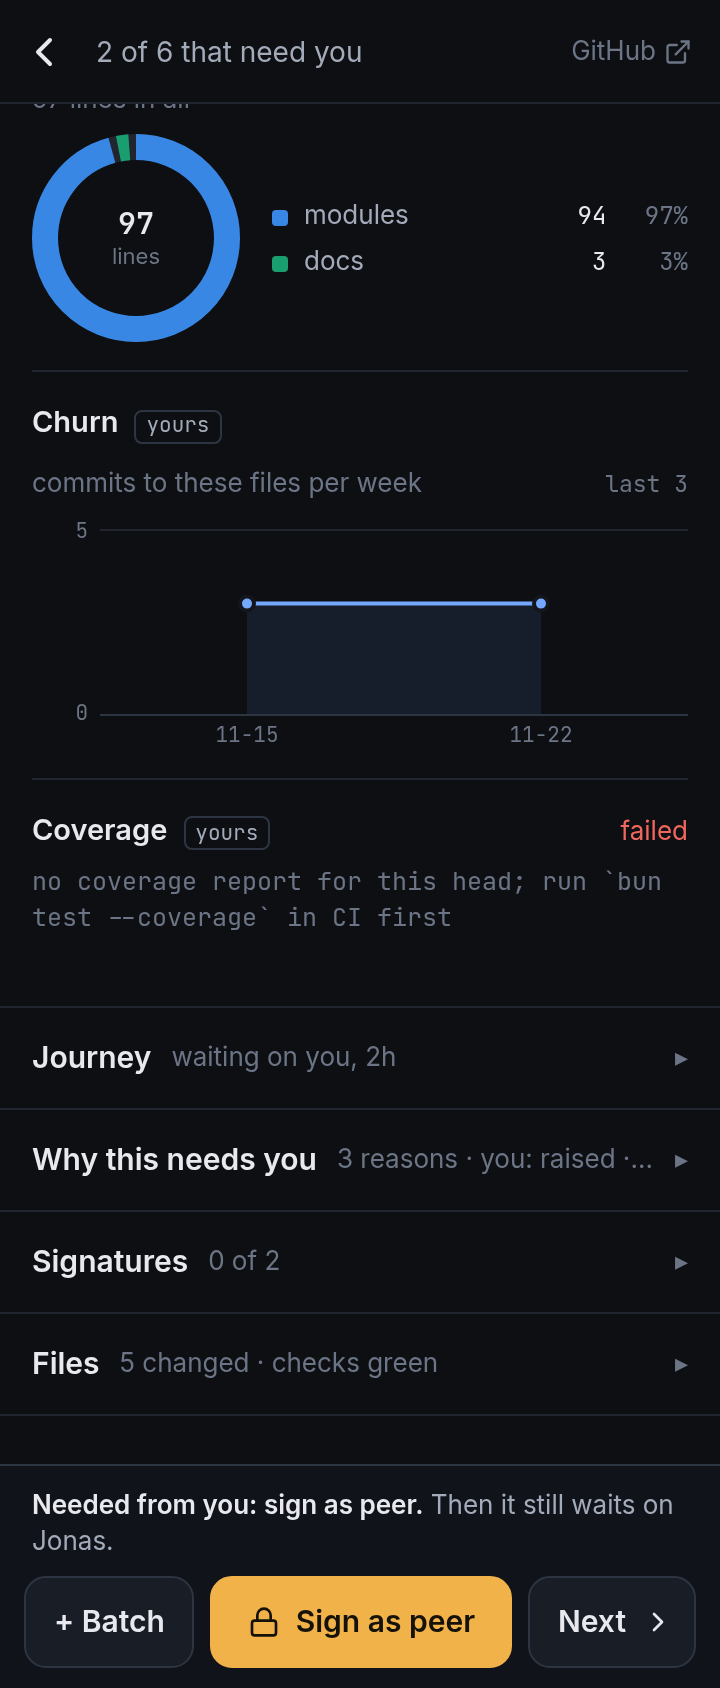 2 of 6 that need you
GitHub
97 lines in all
97
lines
modules 94 97%
docs 3 3%
Churn yours
commits to these files per week last 3
5
0
11-15 11-22
Coverage yours failed
no coverage report for this head; run `bun
test --coverage` in CI first
Journey waiting on you, 2h ▸
Why this needs you 3 reasons · you: raised ·… ▸
Signatures 0 of 2 ▸
Files 5 changed · checks green ▸
Needed from you: sign as peer. Then it still waits on
Jonas.
+ Batch
Sign as peer
Next